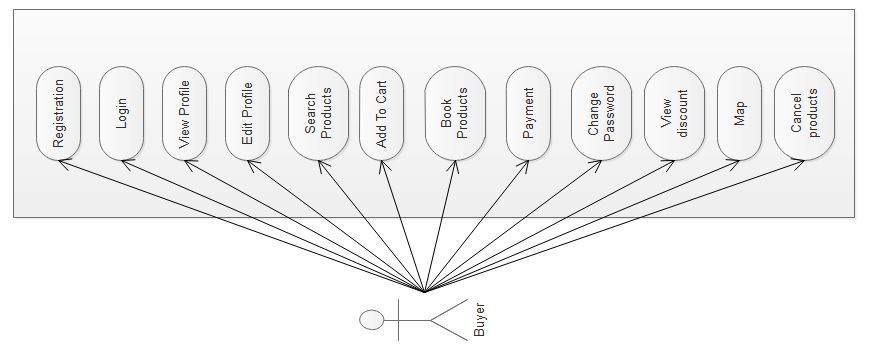 Registration
Login
View Profile
Edit Profile
Search
Products
Add To Cart
Book
Products
Payment
Change
Password
View
discount
Map
Cancel
products
Buyer